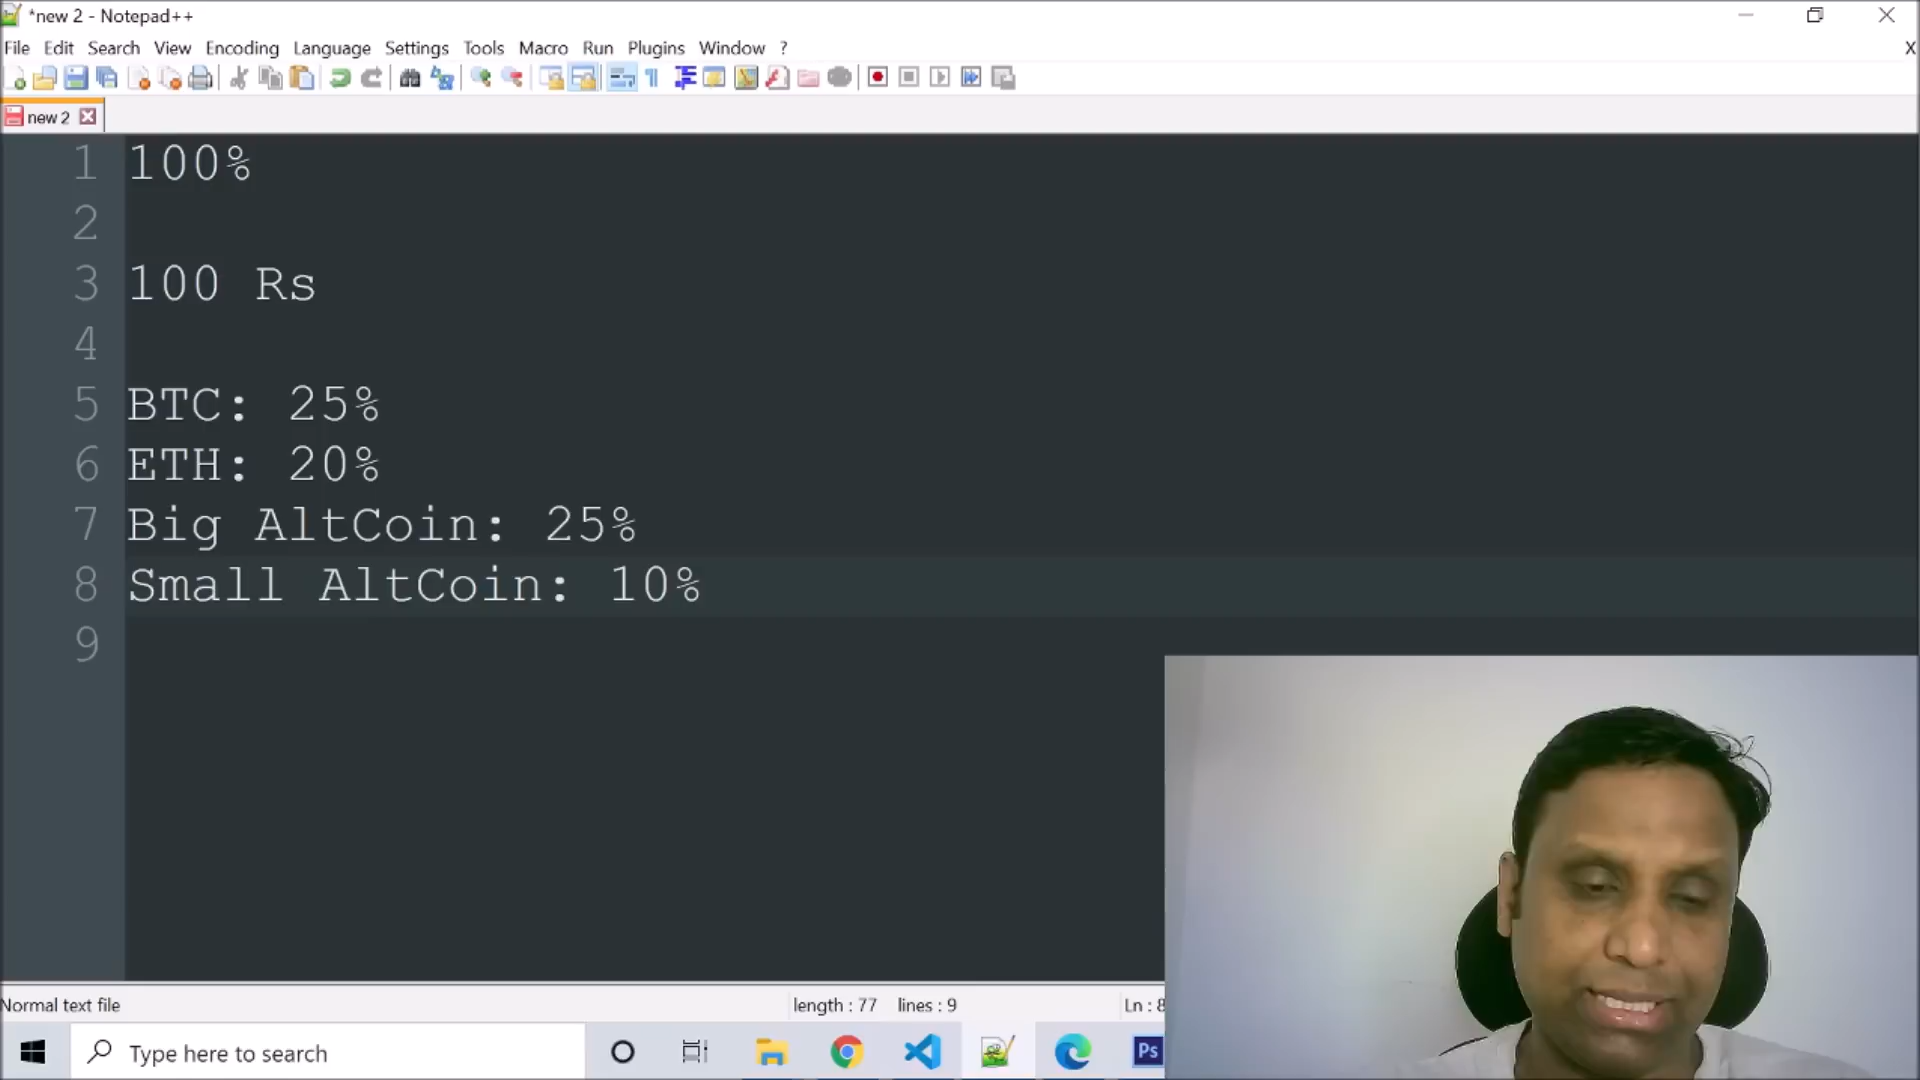 *new 2 - Notepad++
File Edit Search View Encoding Language Settings Tools Macro Run Plugins Window ?
X
new 2
1 100%
2
3 100 Rs
4
5 BTC: 25%
6 ETH: 20%
7 Big AltCoin: 25%
8 Small AltCoin: 10%
9
Normal text file length : 77 lines : 9 Ln : 8
Type here to search
Ps